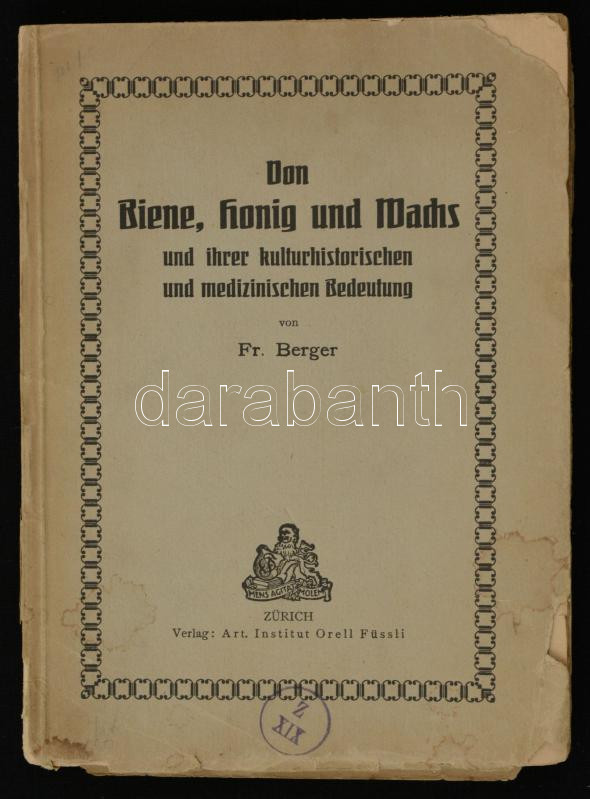 Von
Biene, Honig und Wachs
und ihrer kulturhistorischen
und medizinischen Bedeutung
von
Fr. Berger
darabanth
MENS AGITAT MOLEM
ZÜRICH
Verlag: Art. Institut Orell Füssli
Z
XIX